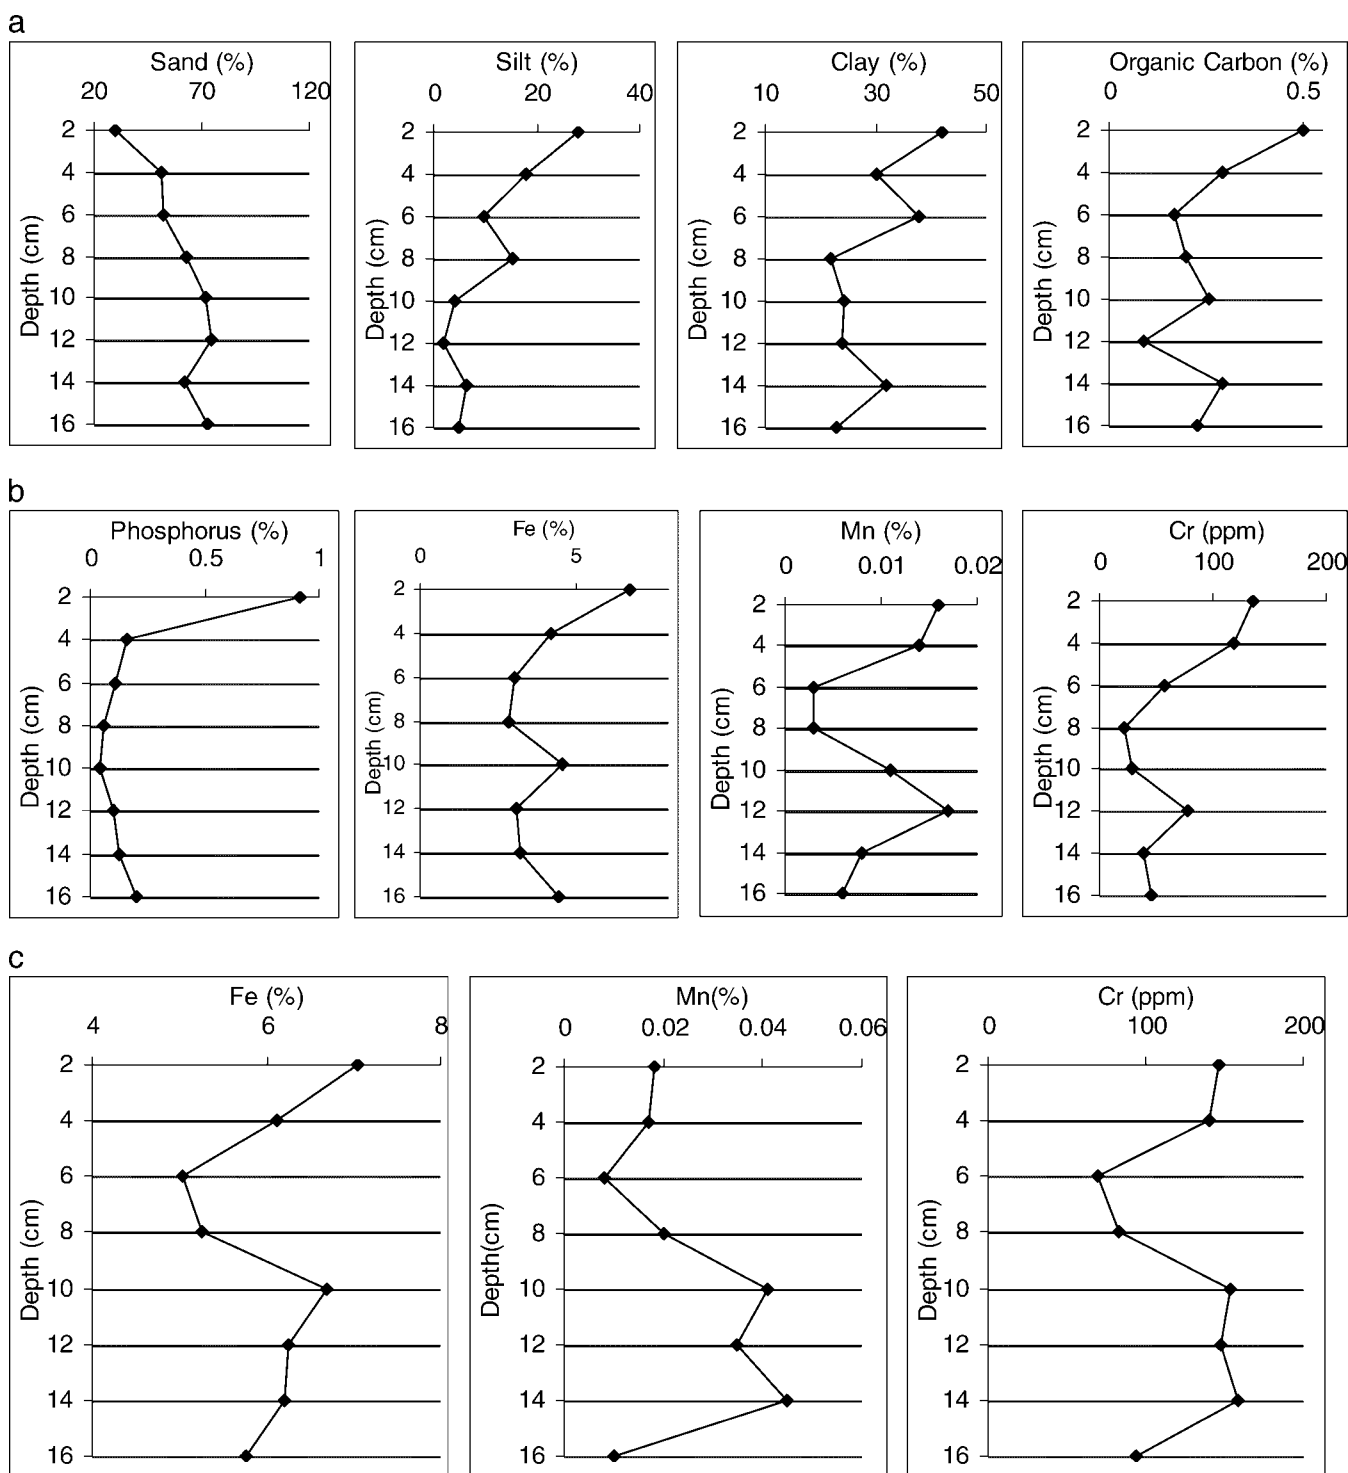 a
Sand (%)
20 70 120
2
4
6
8
10
12
14
16
Depth (cm)
Silt (%)
0 20 40
2
4
6
8
10
12
14
16
Depth (cm)
Clay (%)
10 30 50
2
4
6
8
10
12
14
16
Depth (cm)
Organic Carbon (%)
0 0.5
2
4
6
8
10
12
14
16
Depth (cm)
b
Phosphorus (%)
0 0.5 1
2
4
6
8
10
12
14
16
Depth (cm)
Fe (%)
0 5
2
4
6
8
10
12
14
16
Depth (cm)
Mn (%)
0 0.01 0.02
2
4
6
8
10
12
14
16
Depth (cm)
Cr (ppm)
0 100 200
2
4
6
8
10
12
14
16
Depth (cm)
c
Fe (%)
4 6 8
2
4
6
8
10
12
14
16
Depth (cm)
Mn(%)
0 0.02 0.04 0.06
2
4
6
8
10
12
14
16
Depth(cm)
Cr (ppm)
0 100 200
2
4
6
8
10
12
14
16
Depth (cm)